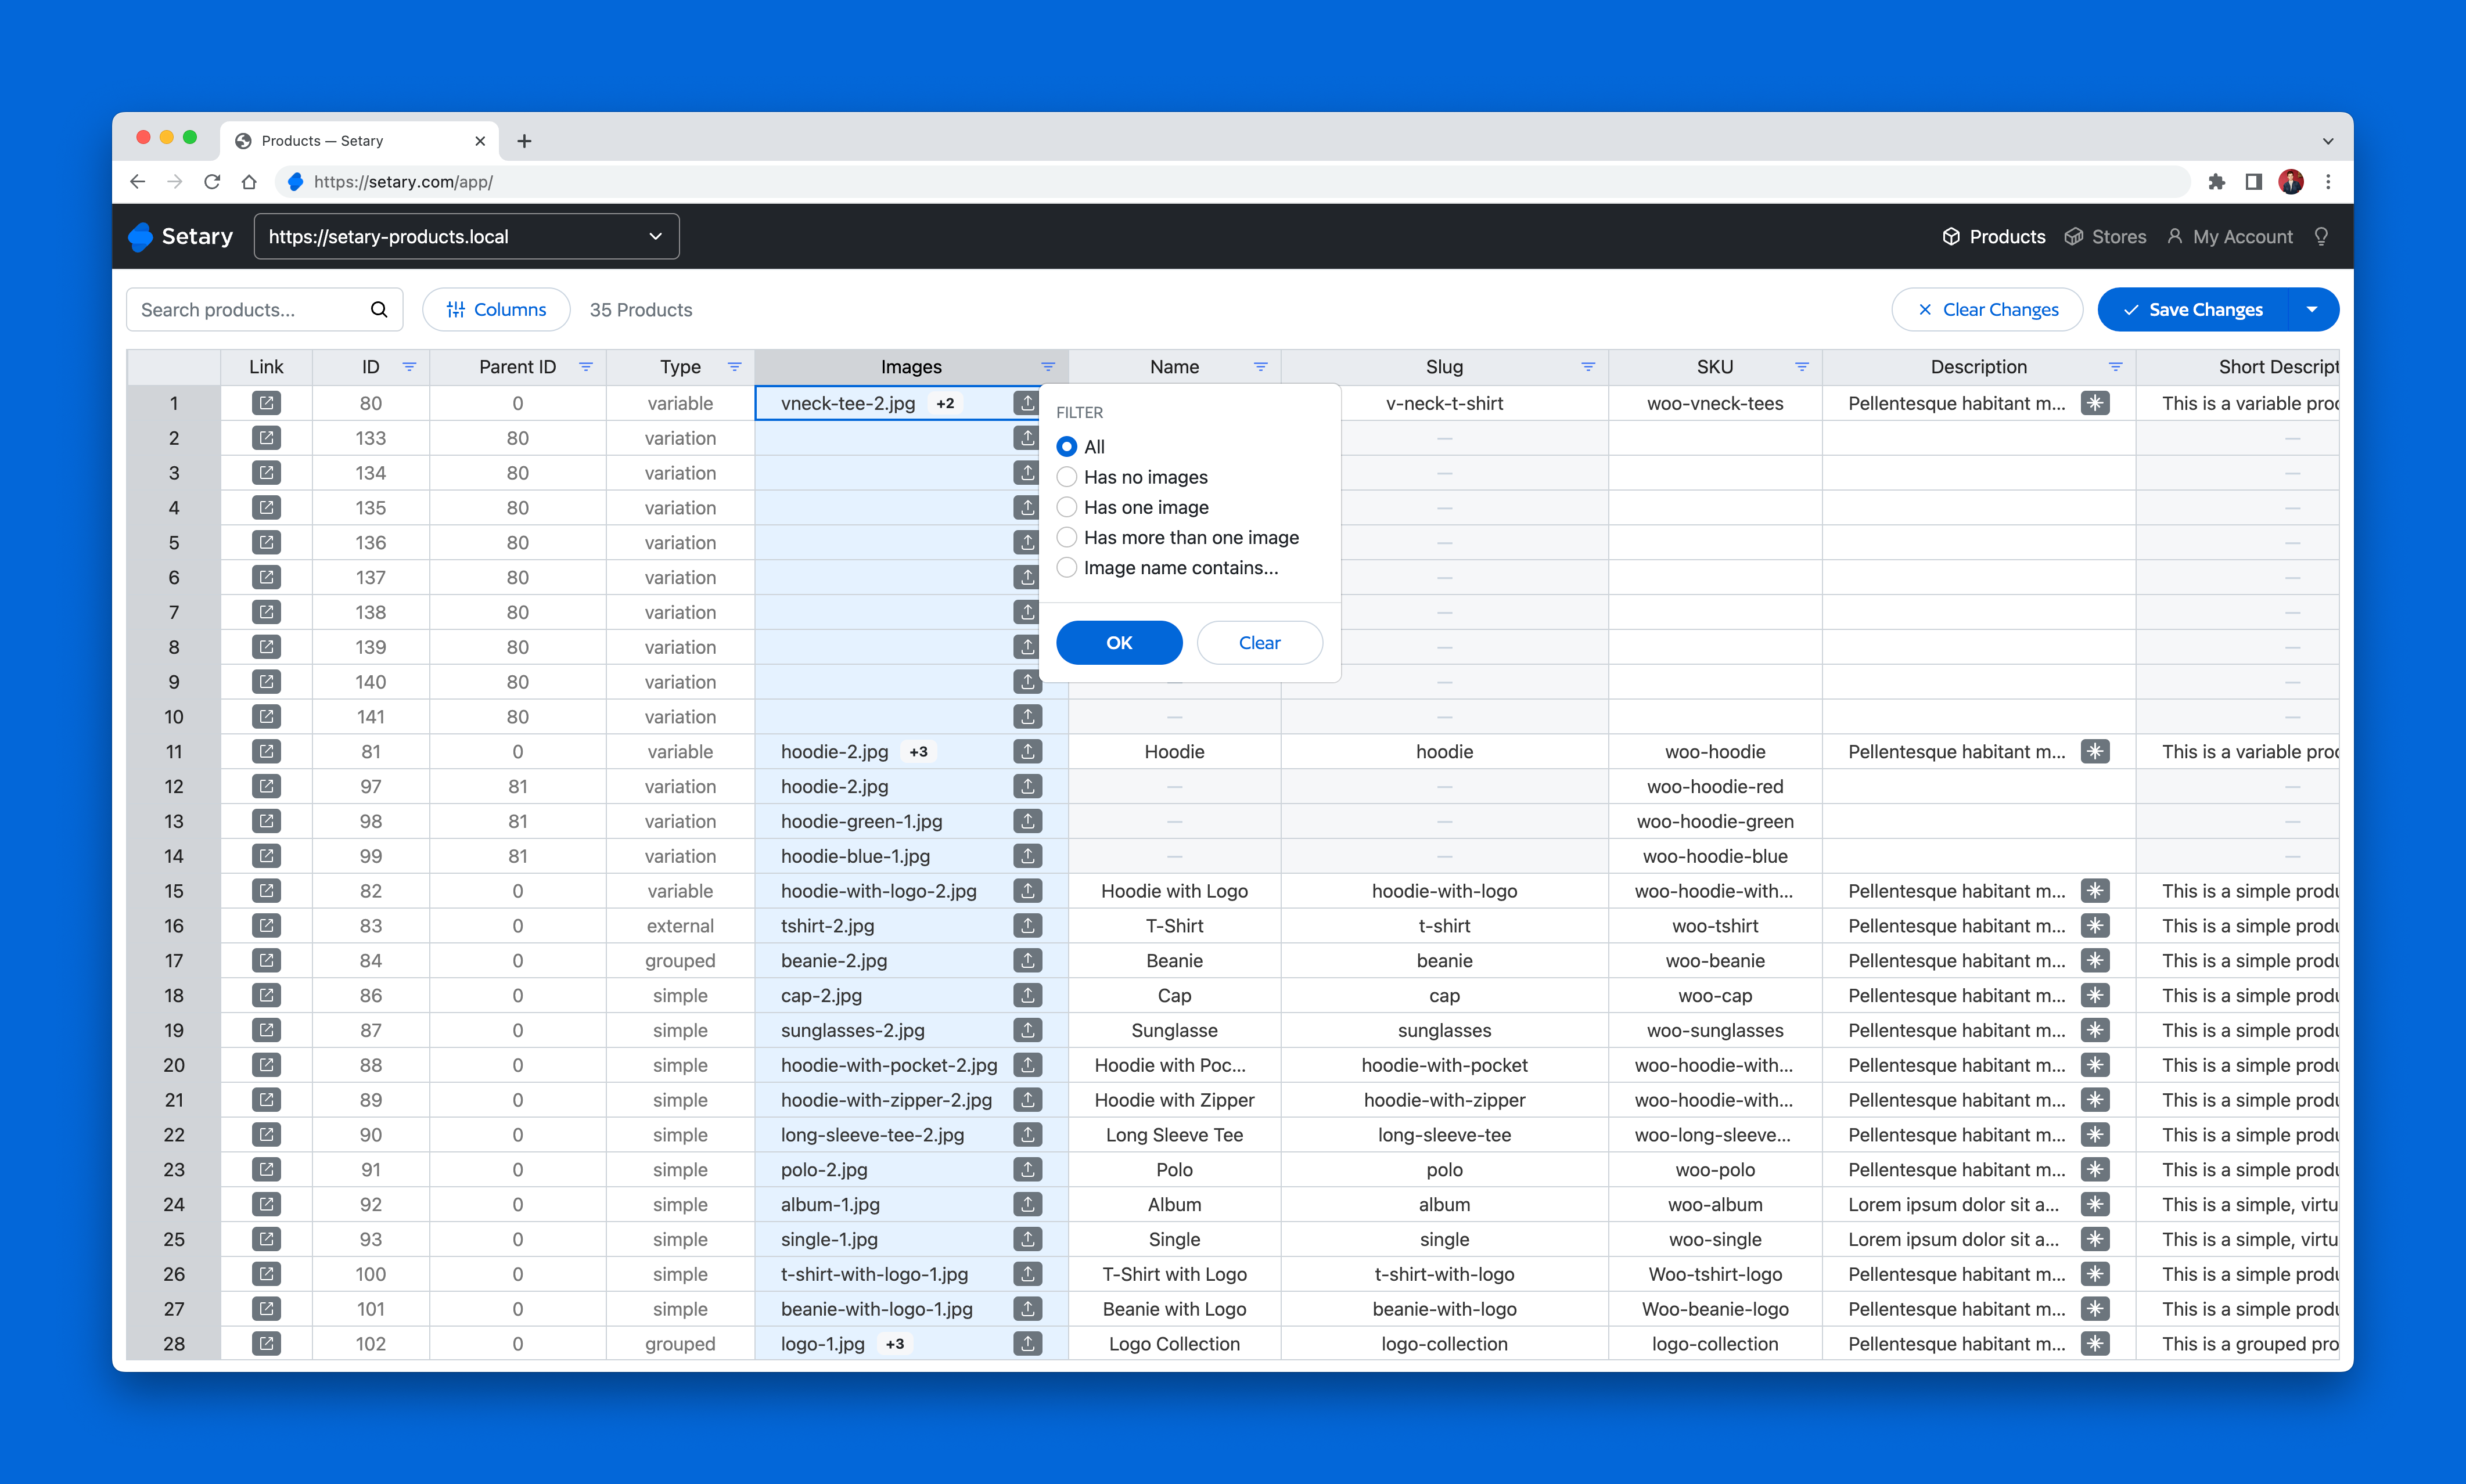 Products — Setary
https://setary.com/app/
Setary
https://setary-products.local
Products
Stores
My Account
Search products...
Columns
35 Products
Clear Changes
Save Changes
Link ID Parent ID Type Images Name Slug SKU Description Short Descript
1 80 0 variable vneck-tee-2.jpg +2 v-neck-t-shirt woo-vneck-tees Pellentesque habitant m... This is a variable proc
2 133 80 variation — —
3 134 80 variation — —
4 135 80 variation — —
5 136 80 variation — —
6 137 80 variation — —
7 138 80 variation — —
8 139 80 variation — —
9 140 80 variation — — —
10 141 80 variation — — —
11 81 0 variable hoodie-2.jpg +3 Hoodie hoodie woo-hoodie Pellentesque habitant m... This is a variable proc
12 97 81 variation hoodie-2.jpg — — woo-hoodie-red —
13 98 81 variation hoodie-green-1.jpg — — woo-hoodie-green —
14 99 81 variation hoodie-blue-1.jpg — — woo-hoodie-blue —
15 82 0 variable hoodie-with-logo-2.jpg Hoodie with Logo hoodie-with-logo woo-hoodie-with... Pellentesque habitant m... This is a simple produ
16 83 0 external tshirt-2.jpg T-Shirt t-shirt woo-tshirt Pellentesque habitant m... This is a simple produ
17 84 0 grouped beanie-2.jpg Beanie beanie woo-beanie Pellentesque habitant m... This is a simple produ
18 86 0 simple cap-2.jpg Cap cap woo-cap Pellentesque habitant m... This is a simple produ
19 87 0 simple sunglasses-2.jpg Sunglasse sunglasses woo-sunglasses Pellentesque habitant m... This is a simple produ
20 88 0 simple hoodie-with-pocket-2.jpg Hoodie with Poc... hoodie-with-pocket woo-hoodie-with... Pellentesque habitant m... This is a simple produ
21 89 0 simple hoodie-with-zipper-2.jpg Hoodie with Zipper hoodie-with-zipper woo-hoodie-with... Pellentesque habitant m... This is a simple produ
22 90 0 simple long-sleeve-tee-2.jpg Long Sleeve Tee long-sleeve-tee woo-long-sleeve... Pellentesque habitant m... This is a simple produ
23 91 0 simple polo-2.jpg Polo polo woo-polo Pellentesque habitant m... This is a simple produ
24 92 0 simple album-1.jpg Album album woo-album Lorem ipsum dolor sit a... This is a simple, virtu
25 93 0 simple single-1.jpg Single single woo-single Lorem ipsum dolor sit a... This is a simple, virtu
26 100 0 simple t-shirt-with-logo-1.jpg T-Shirt with Logo t-shirt-with-logo Woo-tshirt-logo Pellentesque habitant m... This is a simple produ
27 101 0 simple beanie-with-logo-1.jpg Beanie with Logo beanie-with-logo Woo-beanie-logo Pellentesque habitant m... This is a simple produ
28 102 0 grouped logo-1.jpg +3 Logo Collection logo-collection logo-collection Pellentesque habitant m... This is a grouped pro
FILTER
All
Has no images
Has one image
Has more than one image
Image name contains...
OK
Clear